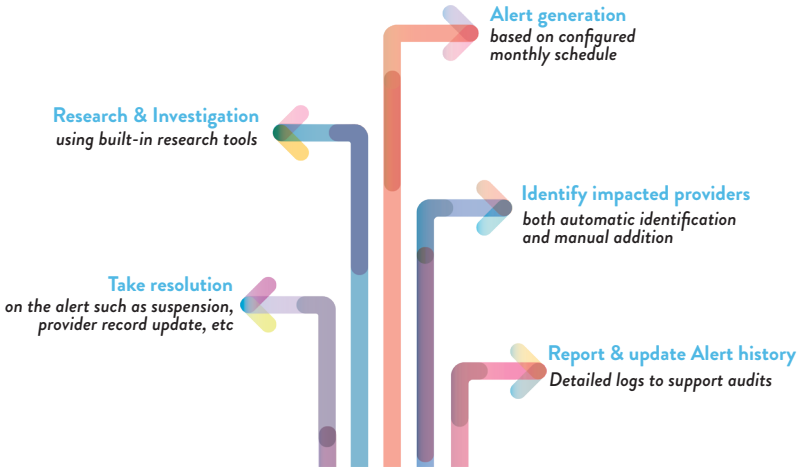 Alert generation
based on configured
monthly schedule
Research & Investigation
using built-in research tools
Identify impacted providers
both automatic identification
and manual addition
Take resolution
on the alert such as suspension,
provider record update, etc
Report & update Alert history
Detailed logs to support audits